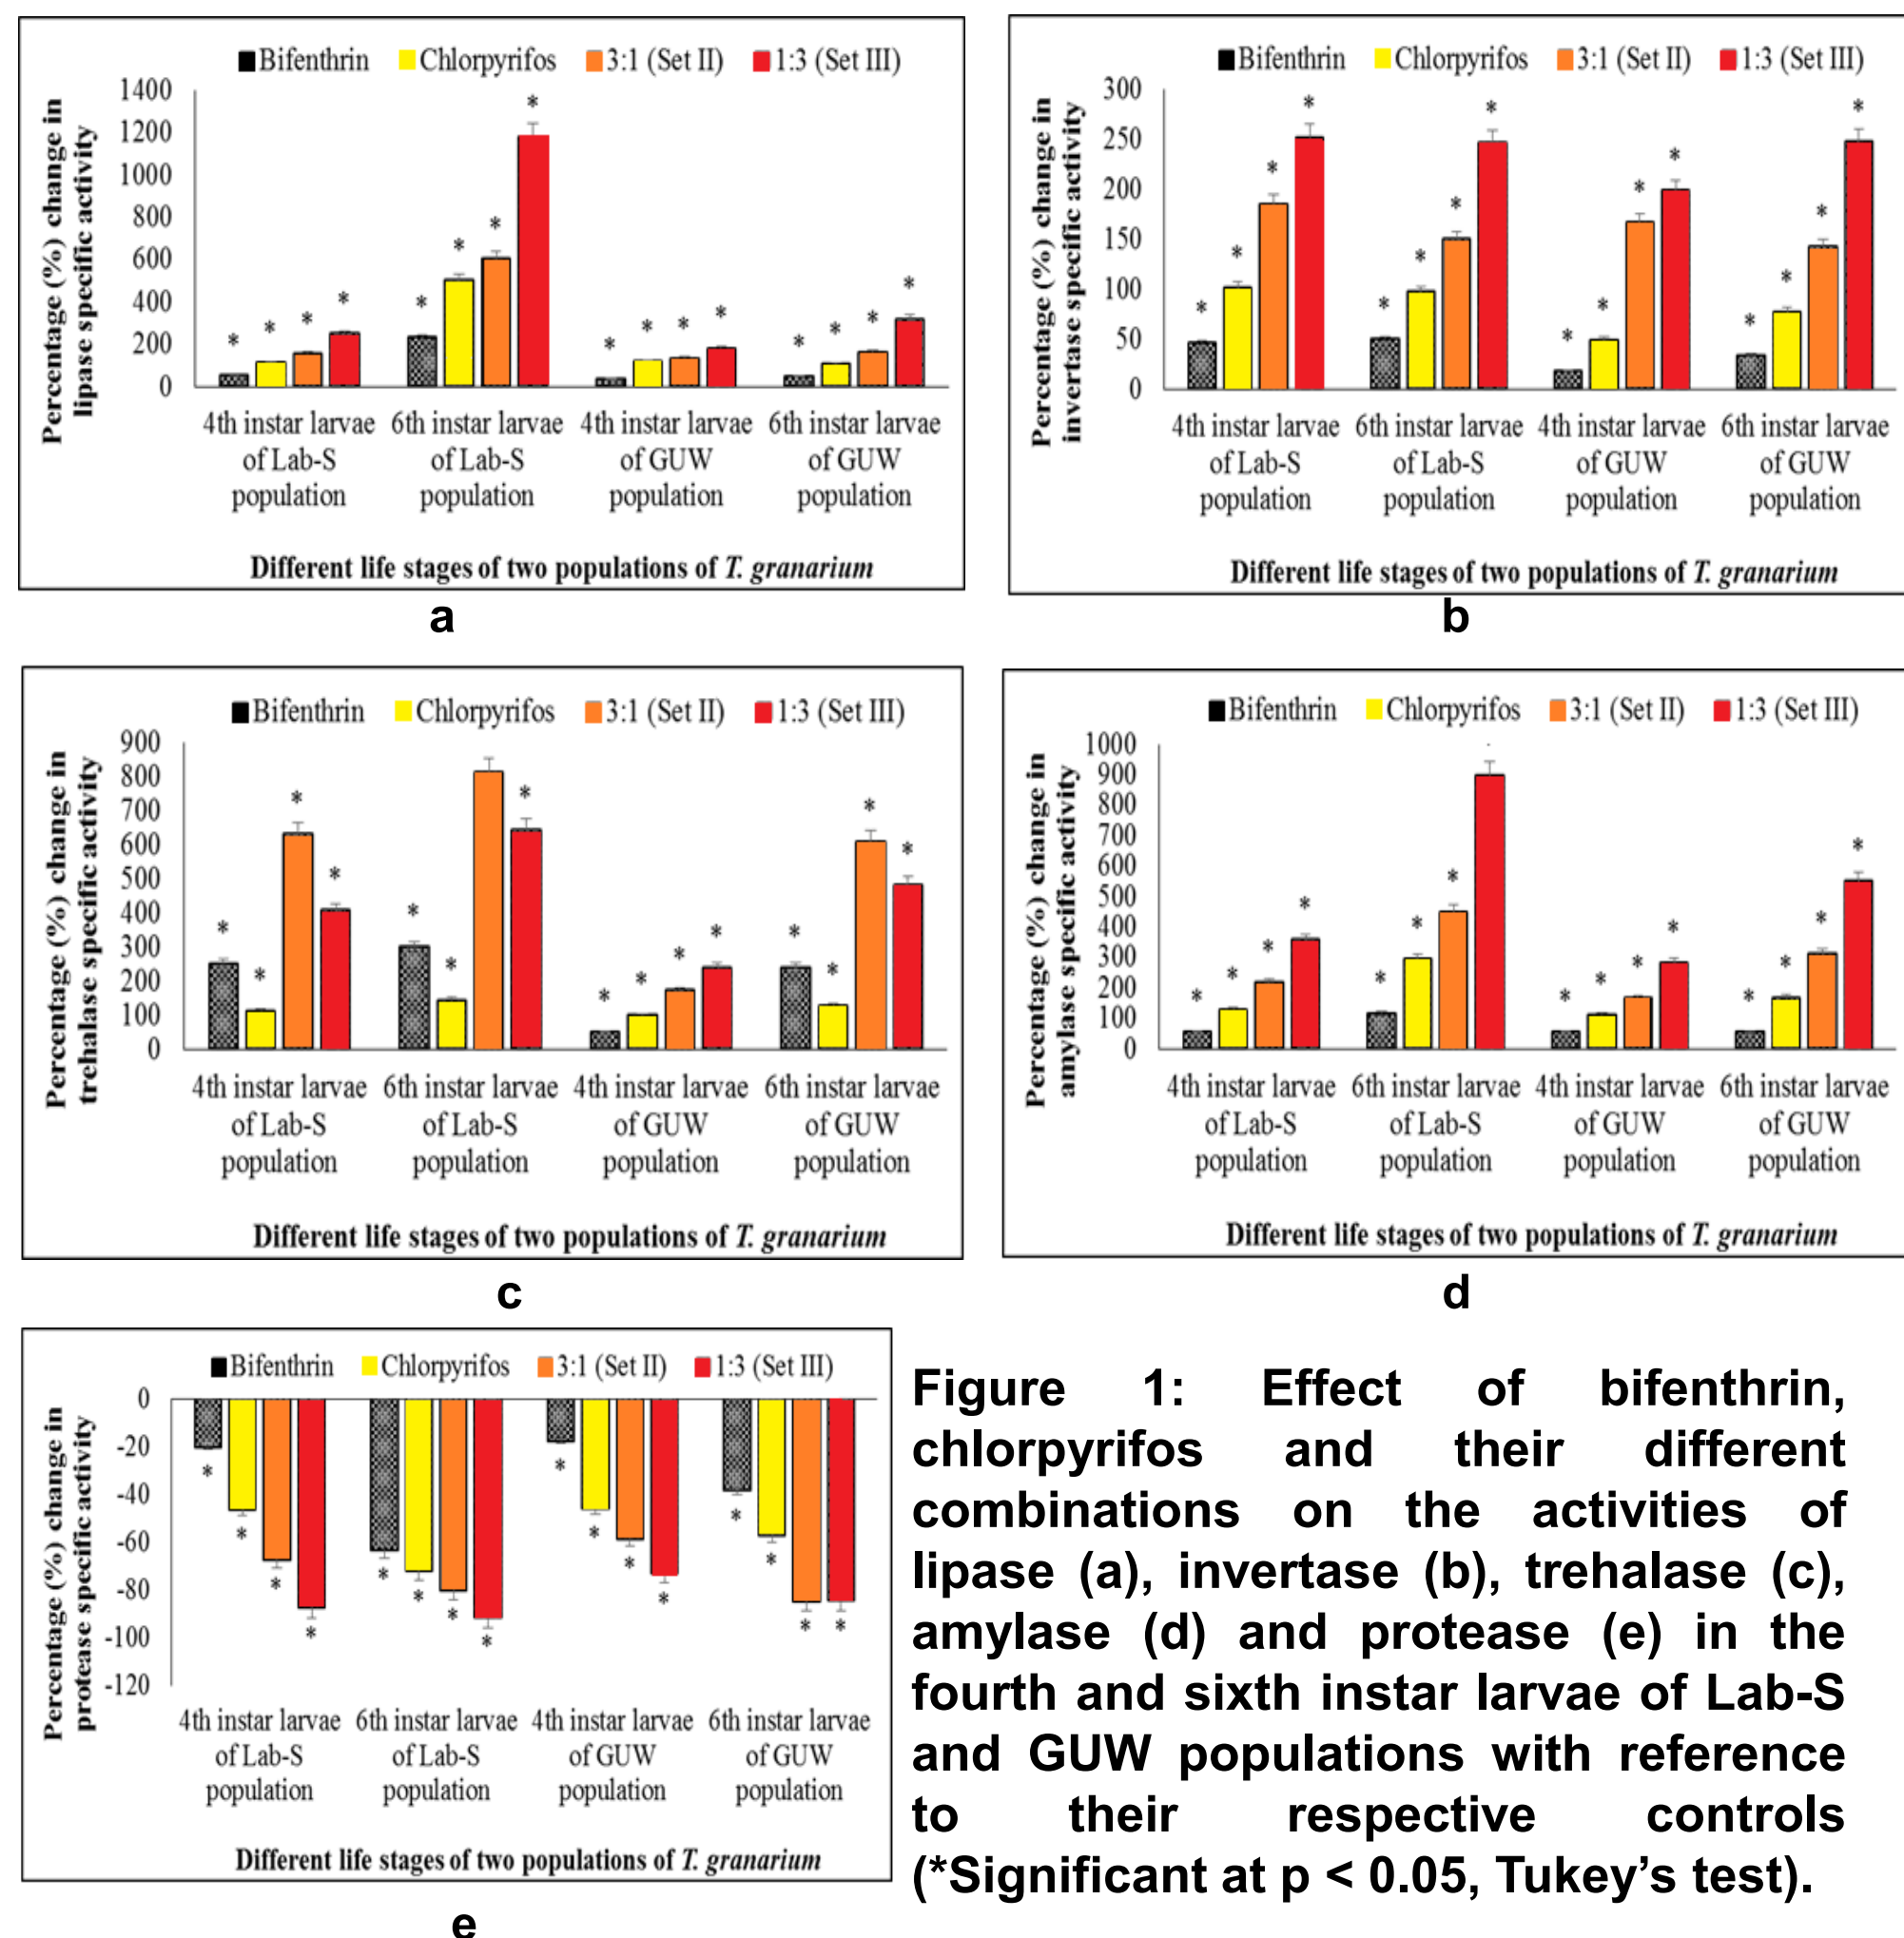 Bifenthrin Chlorpyrifos 3:1 (Set II) 1:3 (Set III)
Percentage (%) change in
lipase specific activity
1400
1200
1000
800
600
400
200
0
* * * * * * * * * * * * * * * *
4th instar larvae 6th instar larvae 4th instar larvae 6th instar larvae
of Lab-S of Lab-S of GUW of GUW
population population population population
Different life stages of two populations of T. granarium
a
Bifenthrin Chlorpyrifos 3:1 (Set II) 1:3 (Set III)
Percentage (%) change in
invertase specific activity
300
250
200
150
100
50
0
* * * * * * * * * * * * * * * *
4th instar larvae 6th instar larvae 4th instar larvae 6th instar larvae
of Lab-S of Lab-S of GUW of GUW
population population population population
Different life stages of two populations of T. granarium
b
Bifenthrin Chlorpyrifos 3:1 (Set II) 1:3 (Set III)
Percentage (%) change in
trehalase specific activity
900
800
700
600
500
400
300
200
100
0
* * * * * * * * * * * * * * *
4th instar larvae 6th instar larvae 4th instar larvae 6th instar larvae
of Lab-S of Lab-S of GUW of GUW
population population population population
Different life stages of two populations of T. granarium
c
Bifenthrin Chlorpyrifos 3:1 (Set II) 1:3 (Set III)
Percentage (%) change in
amylase specific activity
1000
900
800
700
600
500
400
300
200
100
0
* * * * * * * * * * * * * * *
4th instar larvae 6th instar larvae 4th instar larvae 6th instar larvae
of Lab-S of Lab-S of GUW of GUW
population population population population
Different life stages of two populations of T. granarium
d
Bifenthrin Chlorpyrifos 3:1 (Set II) 1:3 (Set III)
Percentage (%) change in
protease specific activity
0
-20
-40
-60
-80
-100
-120
* * * * * * * * * * * * * * * *
4th instar larvae 6th instar larvae 4th instar larvae 6th instar larvae
of Lab-S of Lab-S of GUW of GUW
population population population population
Different life stages of two populations of T. granarium
e
Figure 1: Effect of bifenthrin,
chlorpyrifos and their different
combinations on the activities of
lipase (a), invertase (b), trehalase (c),
amylase (d) and protease (e) in the
fourth and sixth instar larvae of Lab-S
and GUW populations with reference
to their respective controls
(*Significant at p < 0.05, Tukey’s test).